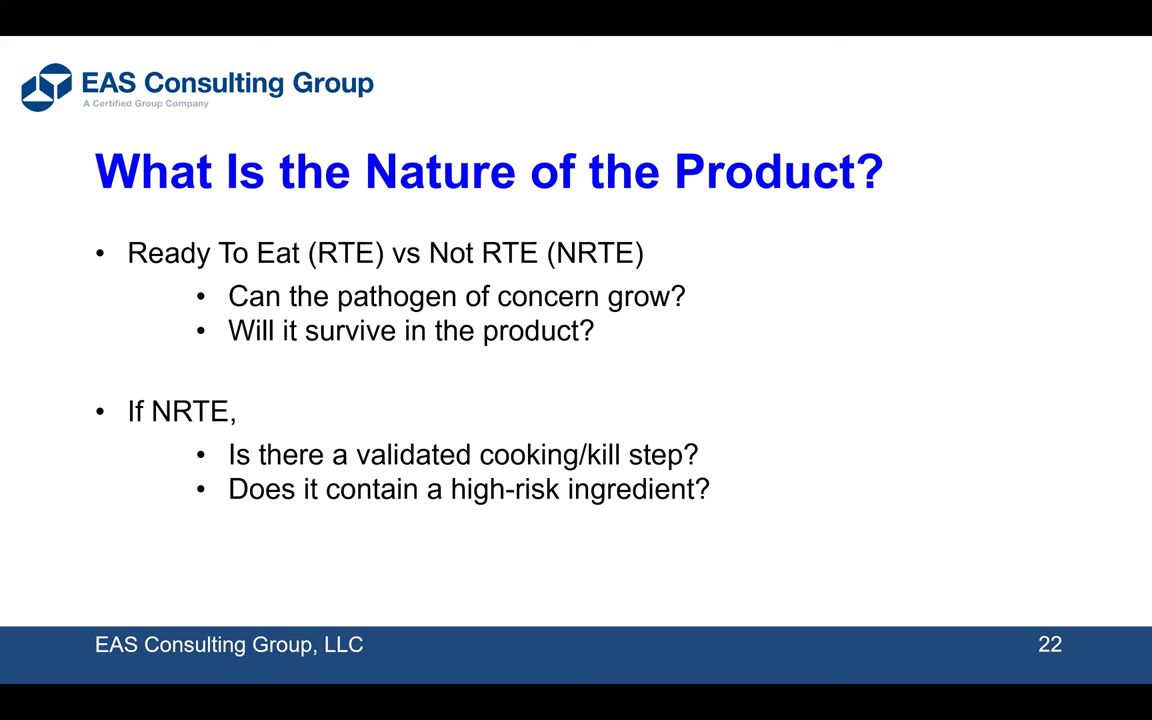 EAS Consulting Group
A Certified Group Company
What Is the Nature of the Product?
• Ready To Eat (RTE) vs Not RTE (NRTE)
• Can the pathogen of concern grow?
• Will it survive in the product?
• If NRTE,
• Is there a validated cooking/kill step?
• Does it contain a high-risk ingredient?
EAS Consulting Group, LLC
22